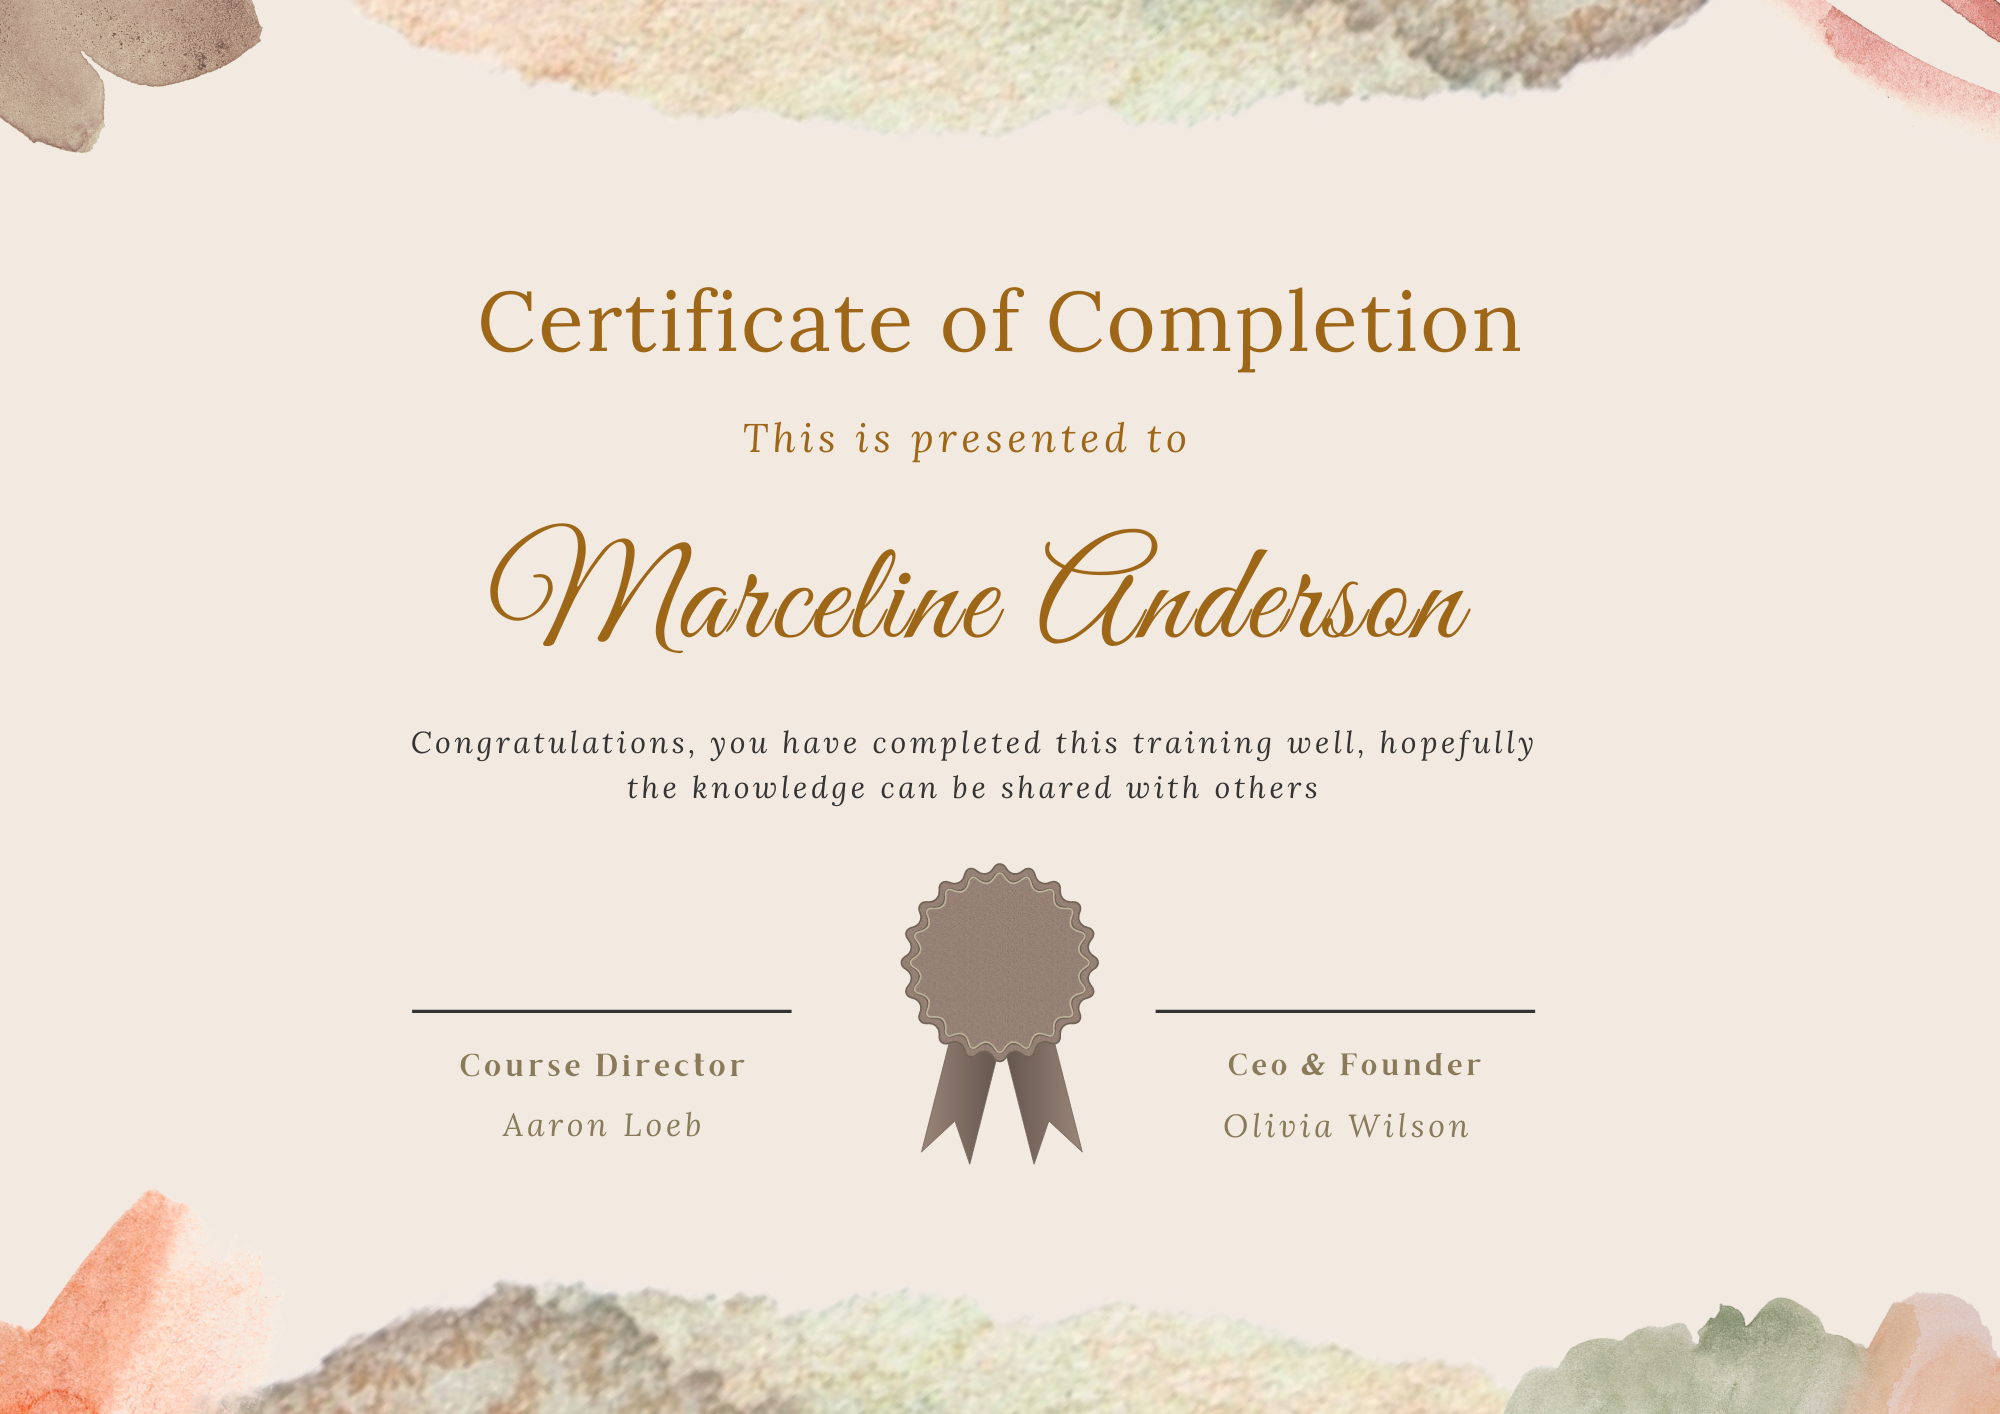 Certificate of Completion
This is presented to
Marceline Anderson
Congratulations, you have completed this training well, hopefully
the knowledge can be shared with others
Course Director
Aaron Loeb
Ceo & Founder
Olivia Wilson